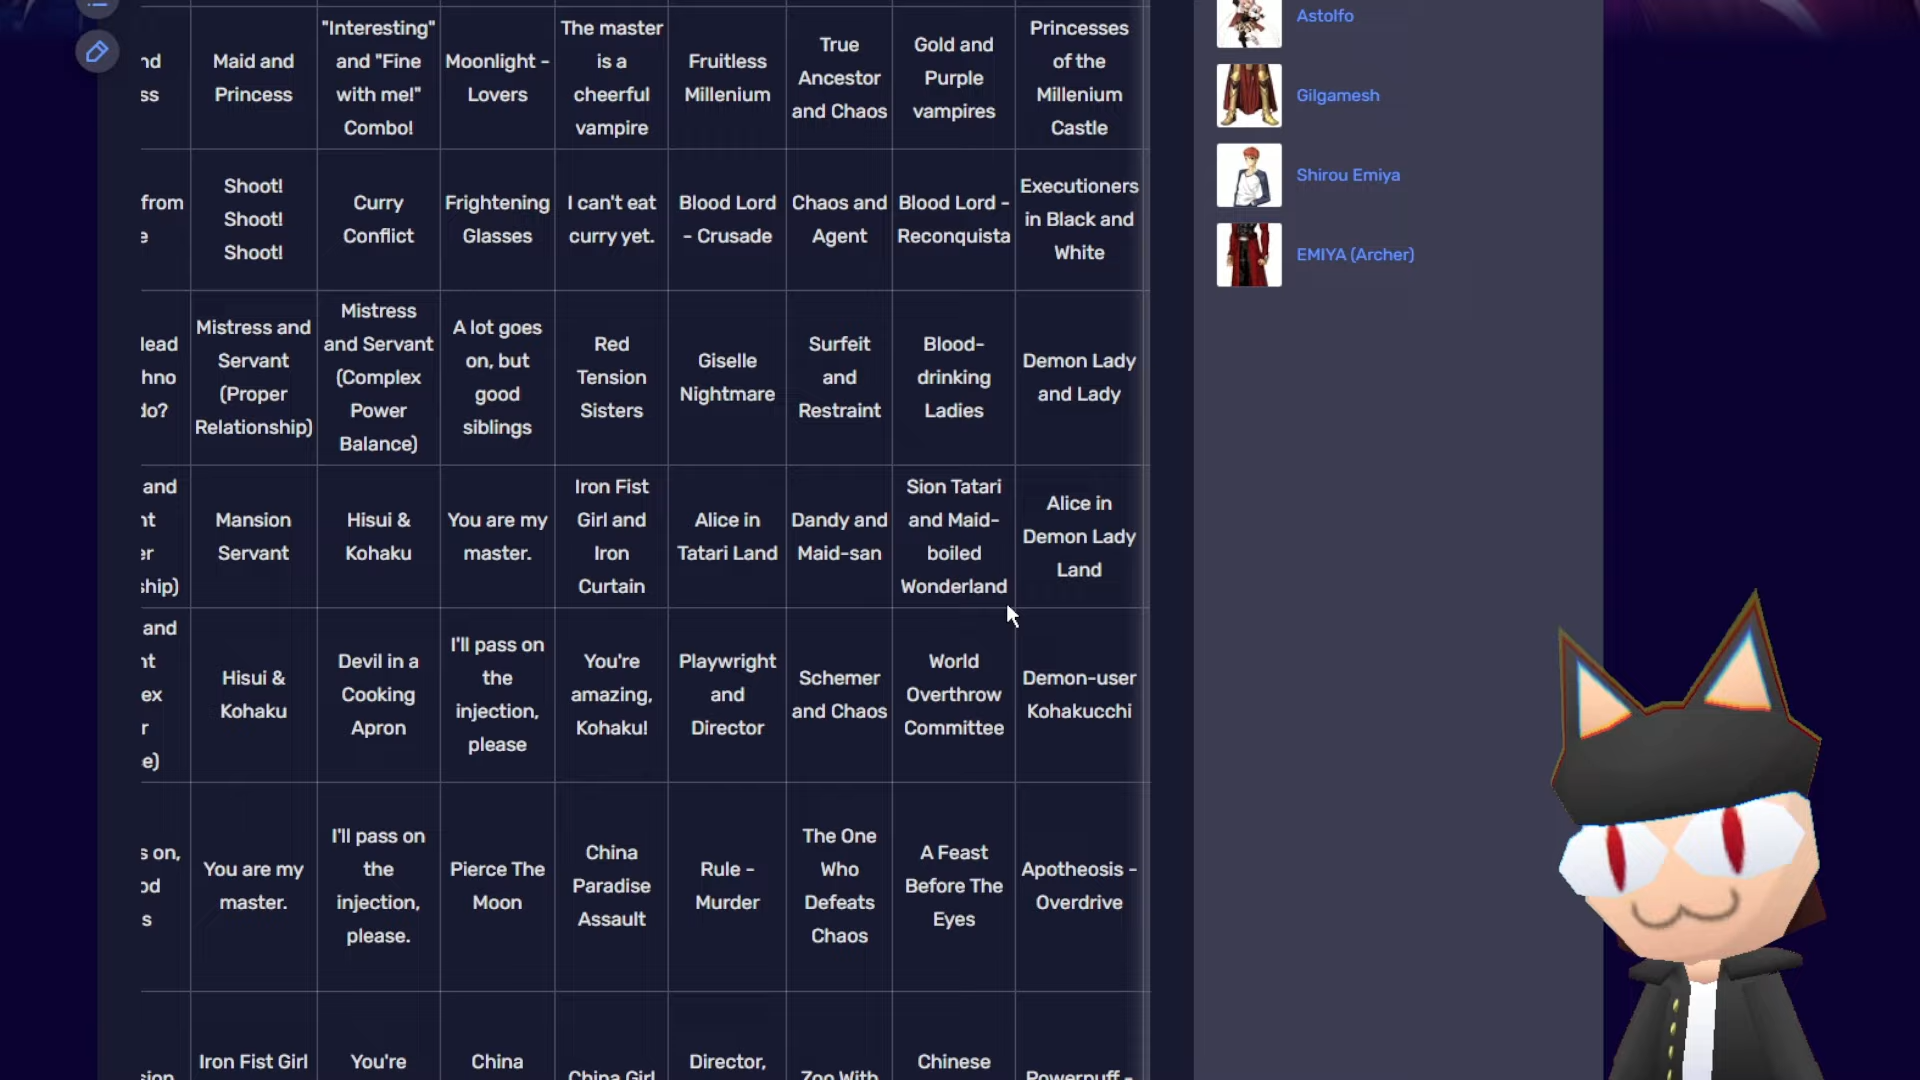 Maid and
Princess
"Interesting"
and "Fine
with me!"
Combo!
Moonlight -
Lovers
The master
is a
cheerful
vampire
Fruitless
Millenium
True
Ancestor
and Chaos
Gold and
Purple
vampires
Princesses
of the
Millenium
Castle
from
Shoot!
Shoot!
Shoot!
Curry
Conflict
Frightening
Glasses
I can't eat
curry yet.
Blood Lord
- Crusade
Chaos and
Agent
Blood Lord -
Reconquista
Executioners
in Black and
White
do?
Mistress and
Servant
(Proper
Relationship)
Mistress
and Servant
(Complex
Power
Balance)
A lot goes
on, but
good
siblings
Red
Tension
Sisters
Giselle
Nightmare
Surfeit
and
Restraint
Blood-
drinking
Ladies
Demon Lady
and Lady
and
Mansion
Servant
Hisui &
Kohaku
You are my
master.
Iron Fist
Girl and
Iron
Curtain
Alice in
Tatari Land
Dandy and
Maid-san
Sion Tatari
and Maid-
boiled
Wonderland
Alice in
Demon Lady
Land
and
Hisui &
Kohaku
Devil in a
Cooking
Apron
I'll pass on
the
injection,
please
You're
amazing,
Kohaku!
Playwright
and
Director
Schemer
and Chaos
World
Overthrow
Committee
Demon-user
Kohakucchi
on,
You are my
master.
I'll pass on
the
injection,
please.
Pierce The
Moon
China
Paradise
Assault
Rule -
Murder
The One
Who
Defeats
Chaos
A Feast
Before The
Eyes
Apotheosis -
Overdrive
Iron Fist Girl
You're
China
China Girl
Director,
Zoo With
Chinese
Powerpuff -
Astolfo
Gilgamesh
Shirou Emiya
EMIYA (Archer)